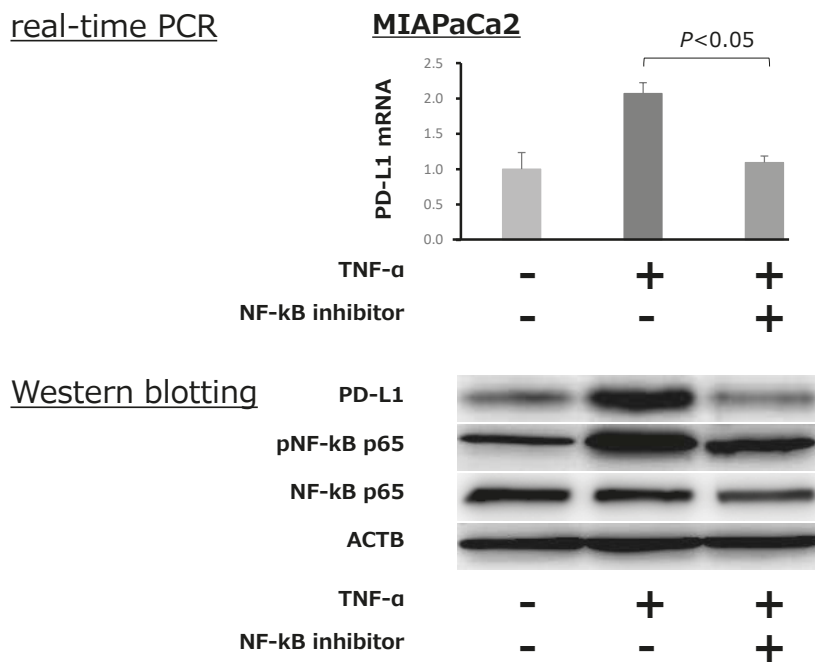 real-time PCR
MIAPaCa2
P<0.05
PD-L1 mRNA
2.5
2.0
1.5
1.0
0.5
0.0
TNF-α - + +
NF-kB inhibitor - - +
Western blotting
PD-L1
pNF-kB p65
NF-kB p65
ACTB
TNF-α - + +
NF-kB inhibitor - - +